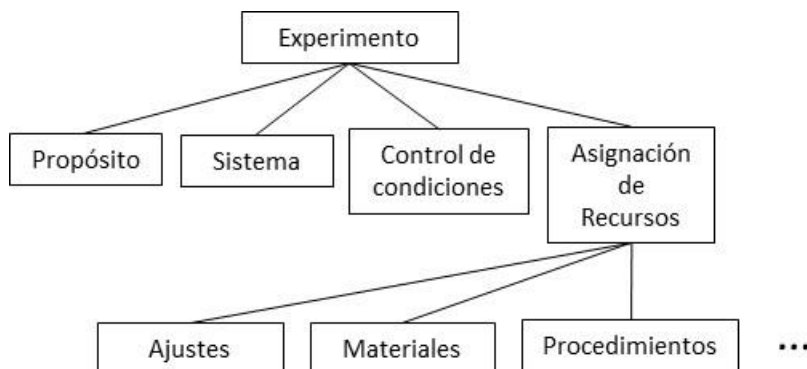 Experimento
Propósito
Sistema
Control de
condiciones
Asignación
de
Recursos
Ajustes
Materiales
Procedimientos
...